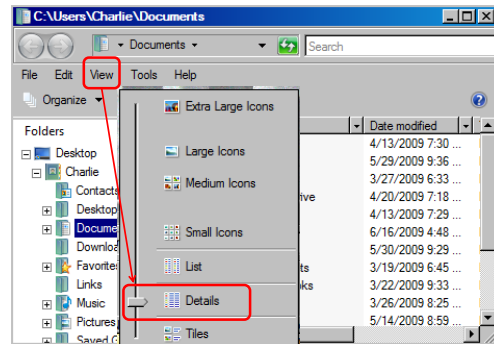 C:\Users\Charlie\Documents
Documents
Search
File Edit View Tools Help
Organize
Extra Large Icons
Large Icons
Medium Icons
Small Icons
List
Details
Tiles
Folders
Desktop
Charlie
Contacts
Desktop
Docume
Downloa
Favorite
Links
Music
Pictures
Saved G
Date modified
4/13/2009 7:30 ...
5/29/2009 9:36 ...
3/27/2009 6:33 ...
ive 4/20/2009 7:18 ...
4/13/2009 7:29 ...
6/16/2009 4:48 ...
5/30/2009 9:29 ...
ts 3/19/2009 6:45 ...
ks 3/22/2009 9:33 ...
3/26/2009 8:25 ...
5/14/2009 8:59 ...